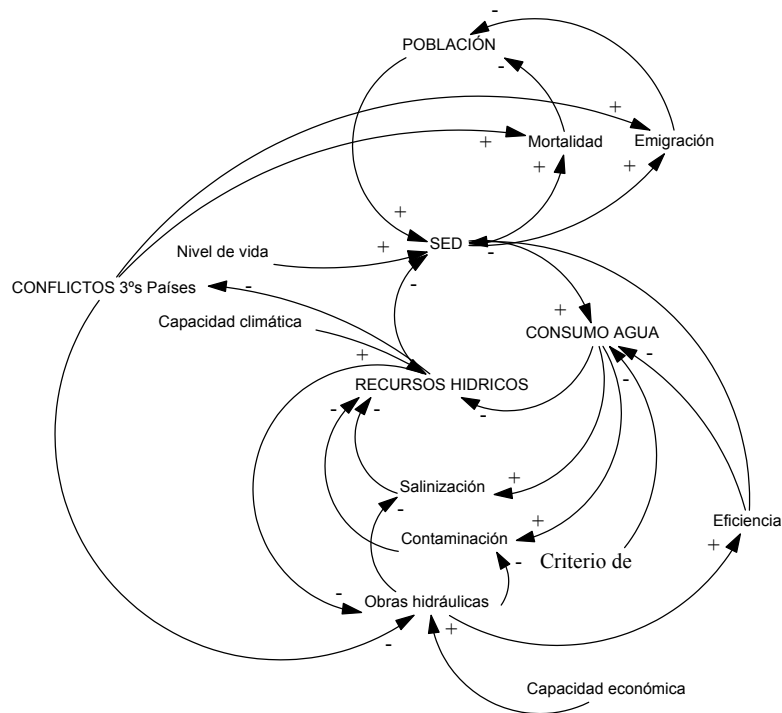 -
POBLACIÓN
-
+
+
Mortalidad
Emigración
+
+
+
SED
-
+
Nivel de vida
+
-
CONFLICTOS 3ºs Países
-
Capacidad climática
+
CONSUMO AGUA
+
-
RECURSOS HIDRICOS
-
-
-
-
Salinización
+
-
Contaminación
+
Eficiencia
+
-
Criterio de
-
Obras hidráulicas
+
-
Capacidad económica